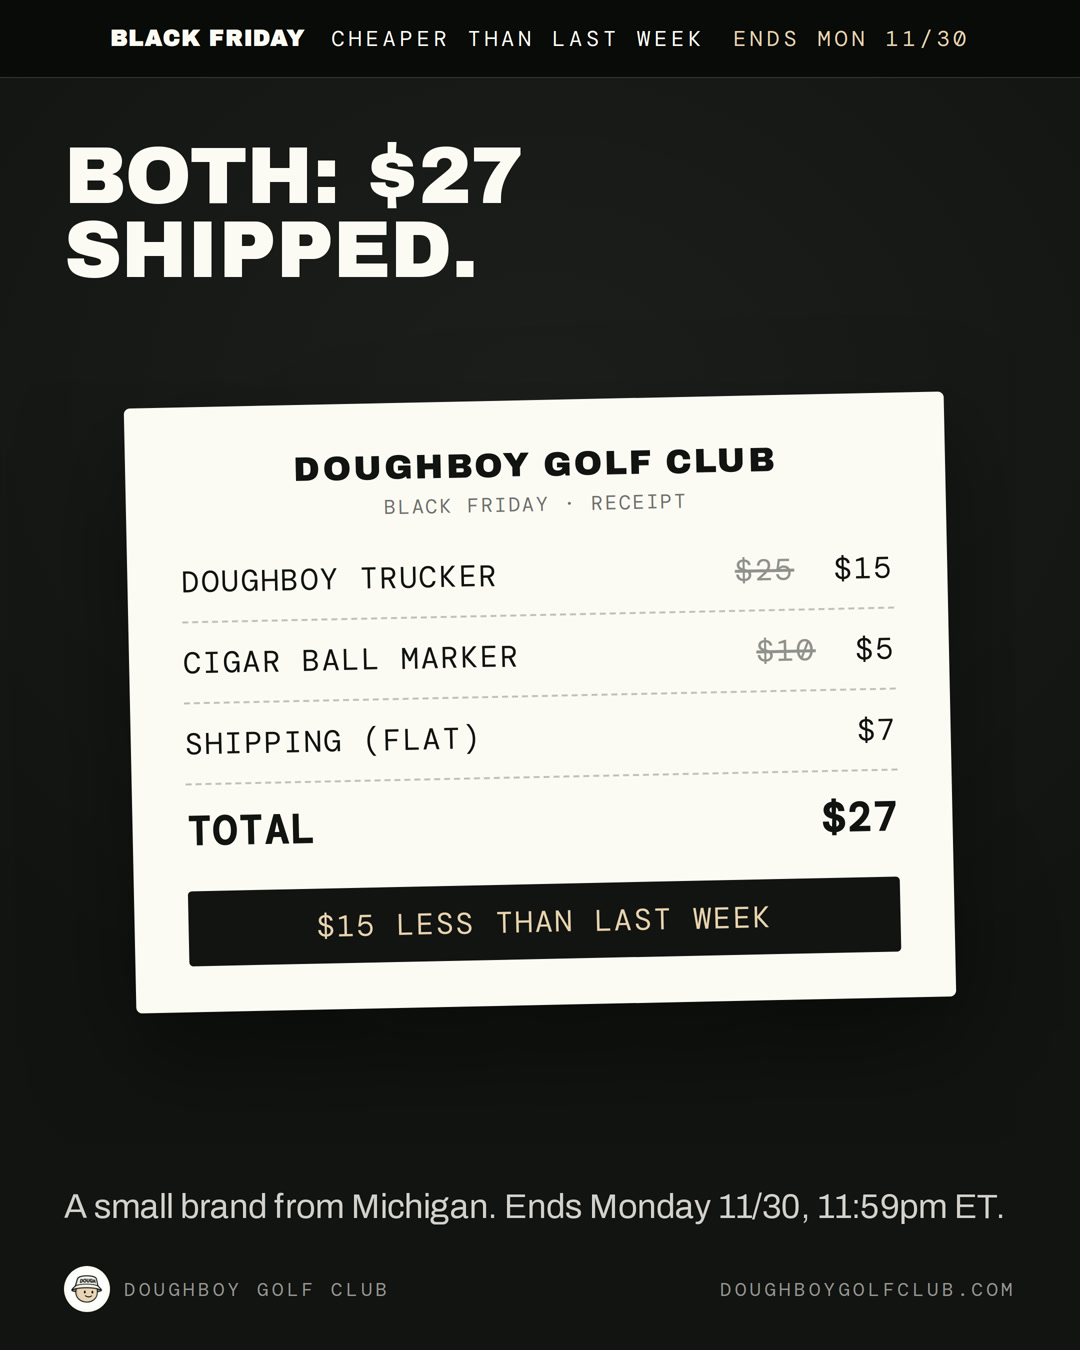 BLACK FRIDAY CHEAPER THAN LAST WEEK ENDS MON 11/30
BOTH: $27
SHIPPED.
DOUGHBOY GOLF CLUB
BLACK FRIDAY · RECEIPT
DOUGHBOY TRUCKER $25 $15
CIGAR BALL MARKER $10 $5
SHIPPING (FLAT) $7
TOTAL $27
$15 LESS THAN LAST WEEK
A small brand from Michigan. Ends Monday 11/30, 11:59pm ET.
DOUGH
DOUGHBOY GOLF CLUB DOUGHBOYGOLFCLUB.COM